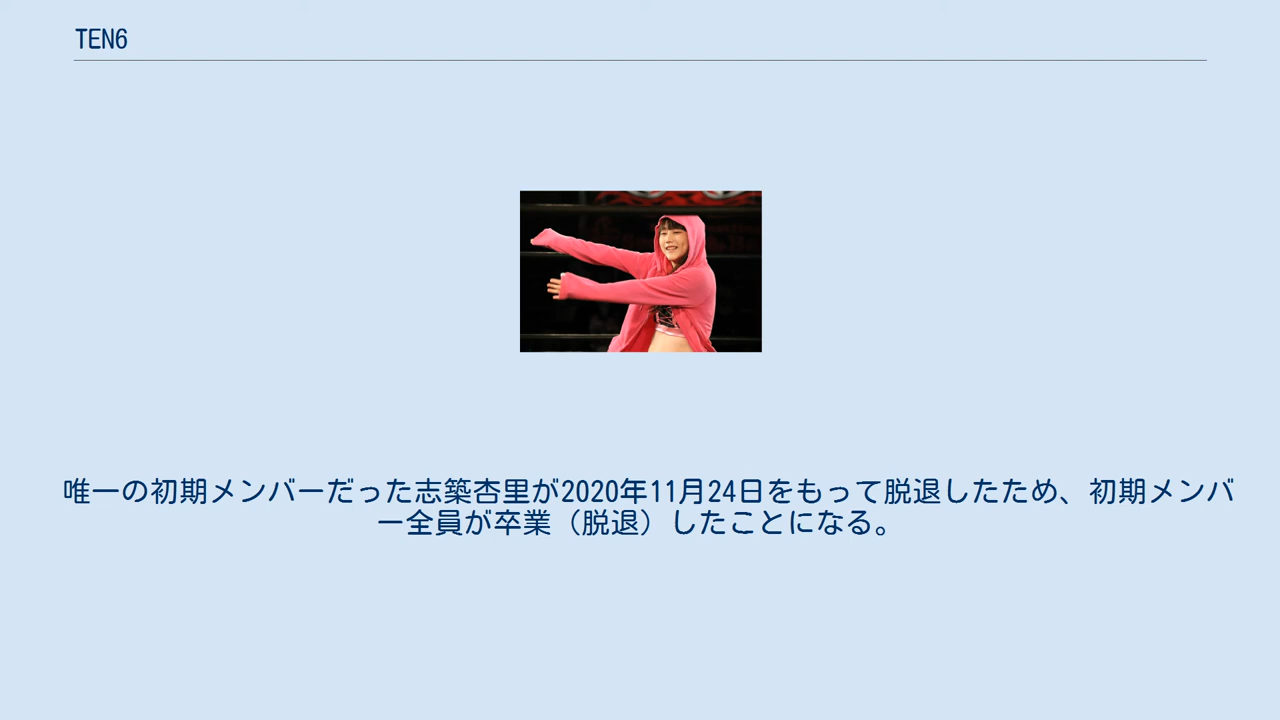 TEN6
唯一の初期メンバーだった志築杏里が2020年11月24日をもって脱退したため、初期メンバ
ー全員が卒業（脱退）したことになる。